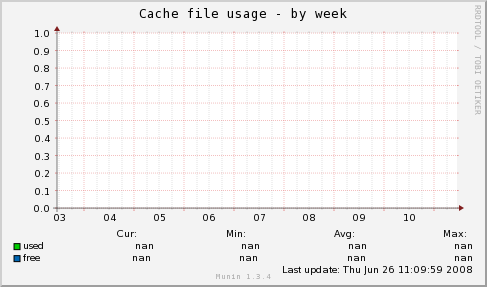 Cache file usage - by week
RRDTOOL / TOBI OETIKER
1.0
0.9
0.8
0.7
0.6
0.5
0.4
0.3
0.2
0.1
0.0
03 04 05 06 07 08 09 10
Cur: Min: Avg: Max:
used nan nan nan nan
free nan nan nan nan
Last update: Thu Jun 26 11:09:59 2008
Munin 1.3.4